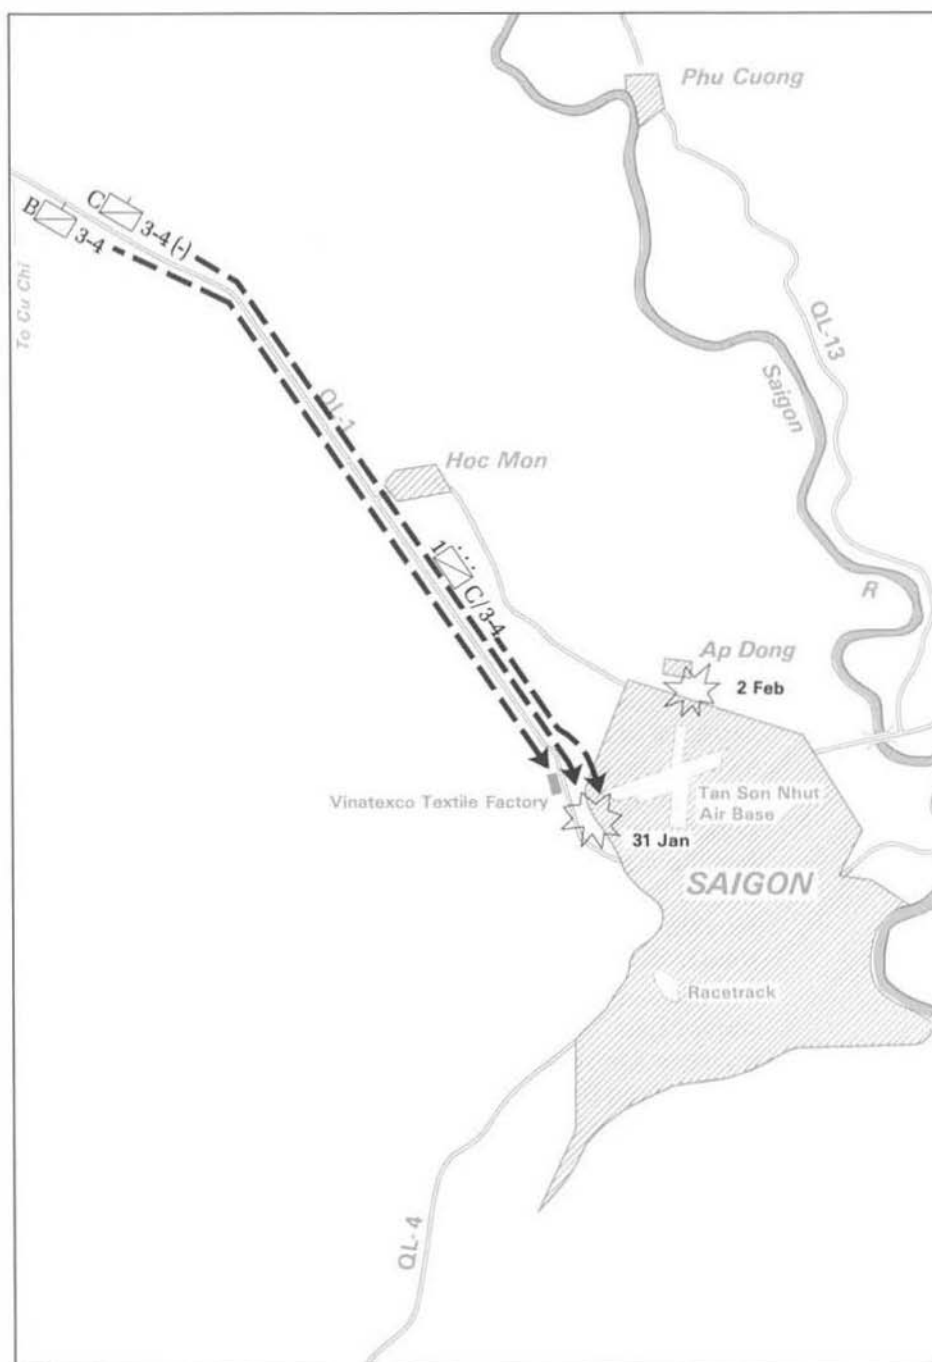 Phu Cuong
B
3-4
C
3-4 (-)
To Cu Chi
QL-13
Saigon
QL-1
Hoc Mon
1
C/3-4
R
Ap Dong
2 Feb
Vinatexco Textile Factory
Tan Son Nhut
Air Base
31 Jan
SAIGON
Racetrack
QL-4